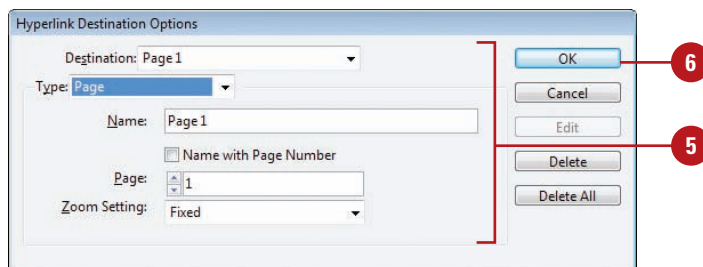 Hyperlink Destination Options
Destination: Page 1
OK
6
Type: Page
Cancel
Name: Page 1
Edit
Name with Page Number
5
Page: 1
Delete
Zoom Setting: Fixed
Delete All